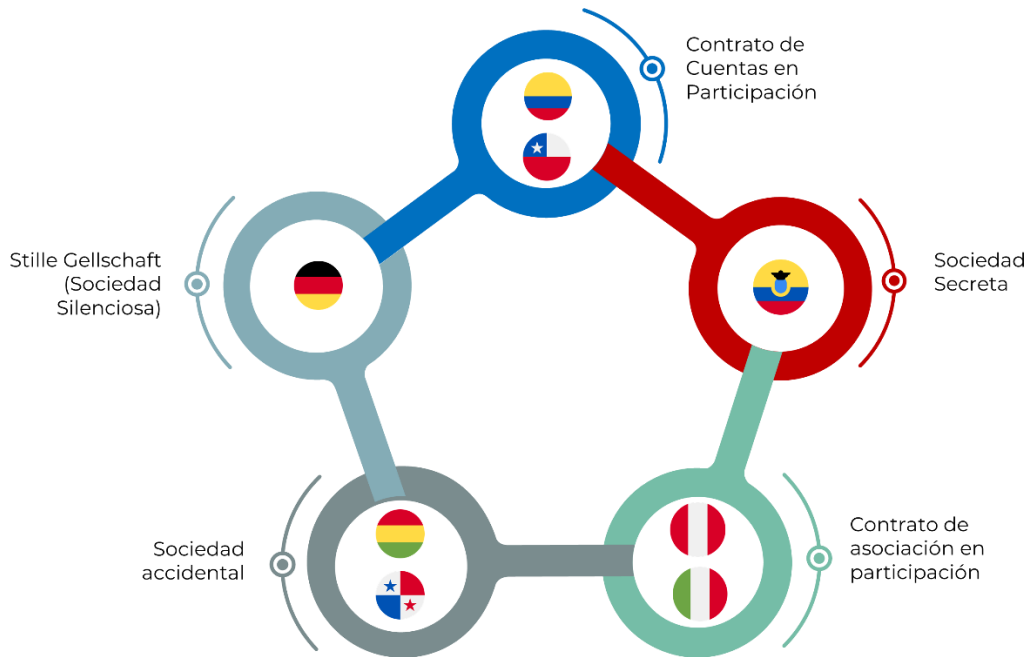 Contrato de
Cuentas en
Participación
Stille Gellschaft
(Sociedad
Silenciosa)
Sociedad
Secreta
Sociedad
accidental
Contrato de
asociación en
participación